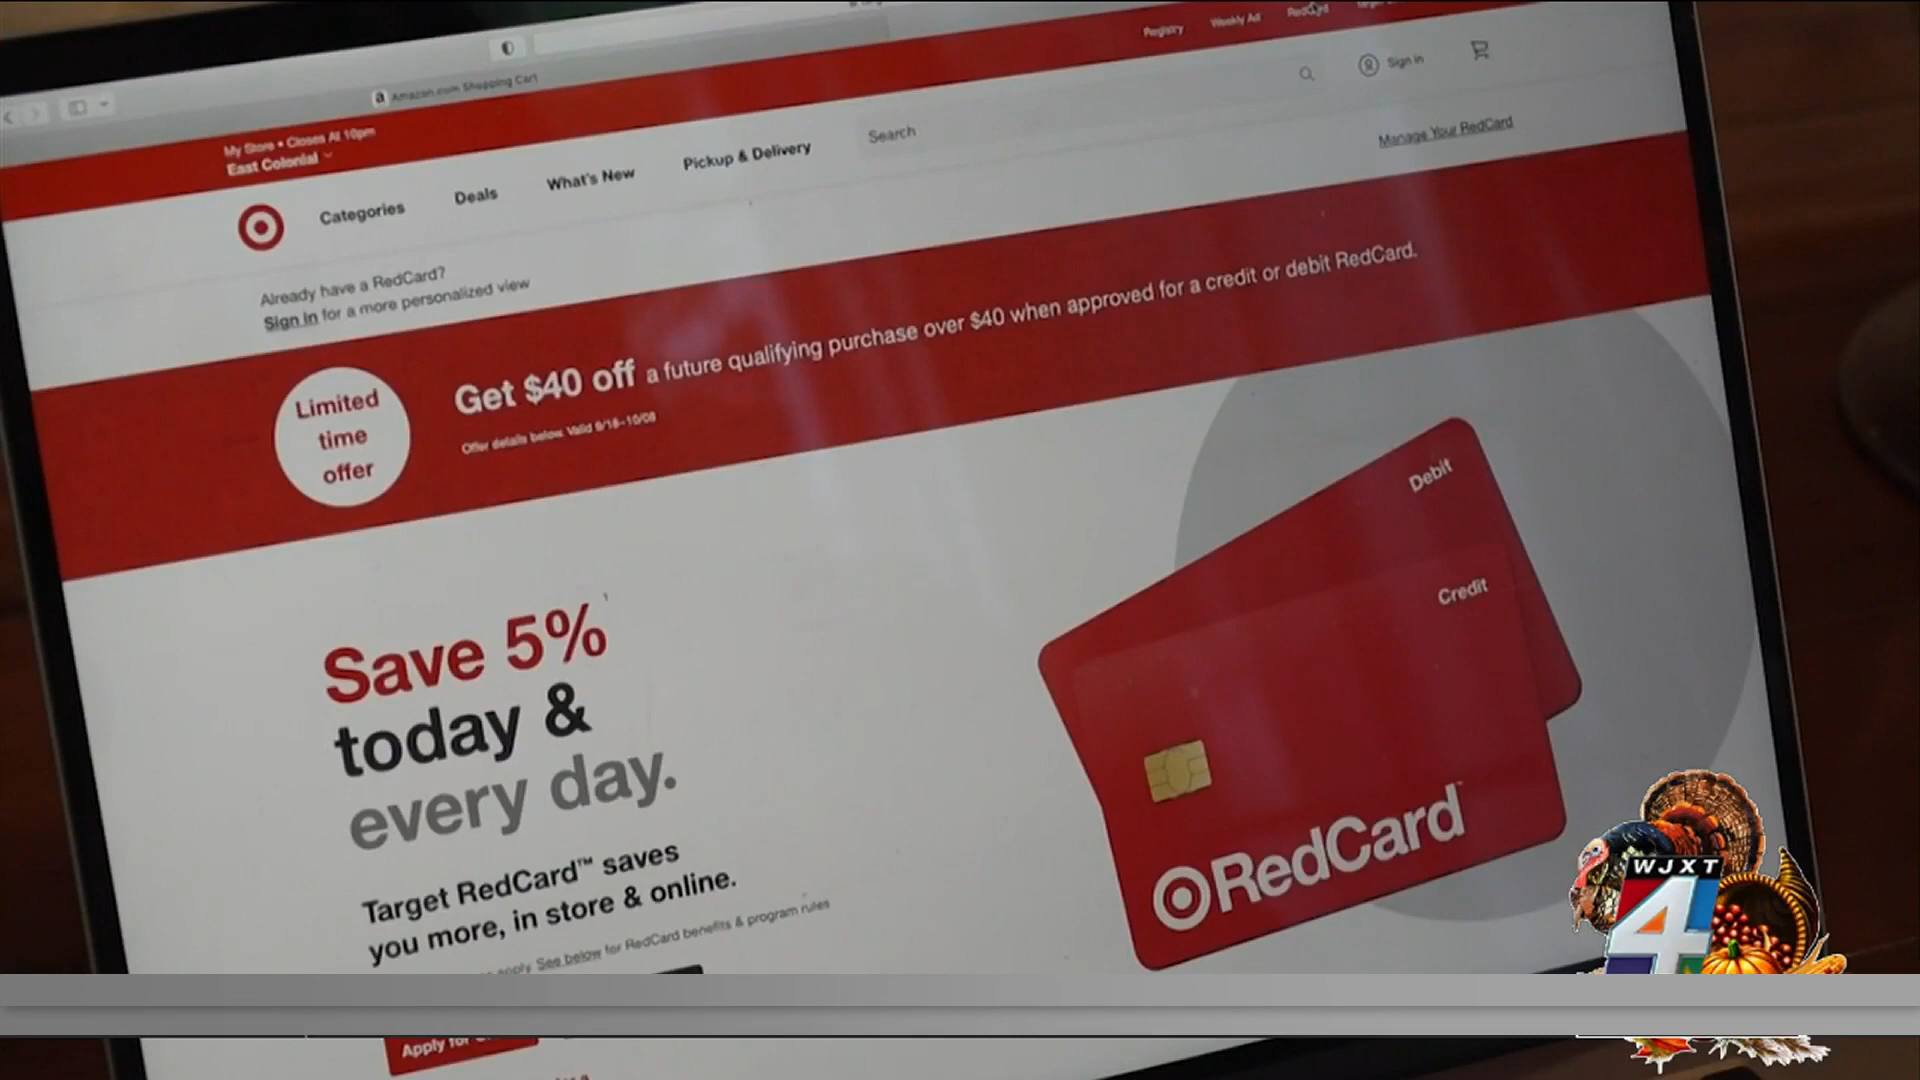 Amazon.com Shopping Cart
Registry
Weekly Ad
RedCard
My Store • Closes At 10pm
East Colonial
Categories
Deals
What's New
Pickup & Delivery
Search
Sign in
Manage Your RedCard
Already have a RedCard?
Sign in for a more personalized view
Limited
time
offer
Get $40 off a future qualifying purchase over $40 when approved for a credit or debit RedCard.
Offer details below. Valid 9/18–10/08
Save 5%
today &
every day.
Target RedCard™ saves
you more, in store & online.
apply. See below for RedCard benefits & program rules
Apply for
Debit
Credit
RedCard™
WJXT
4